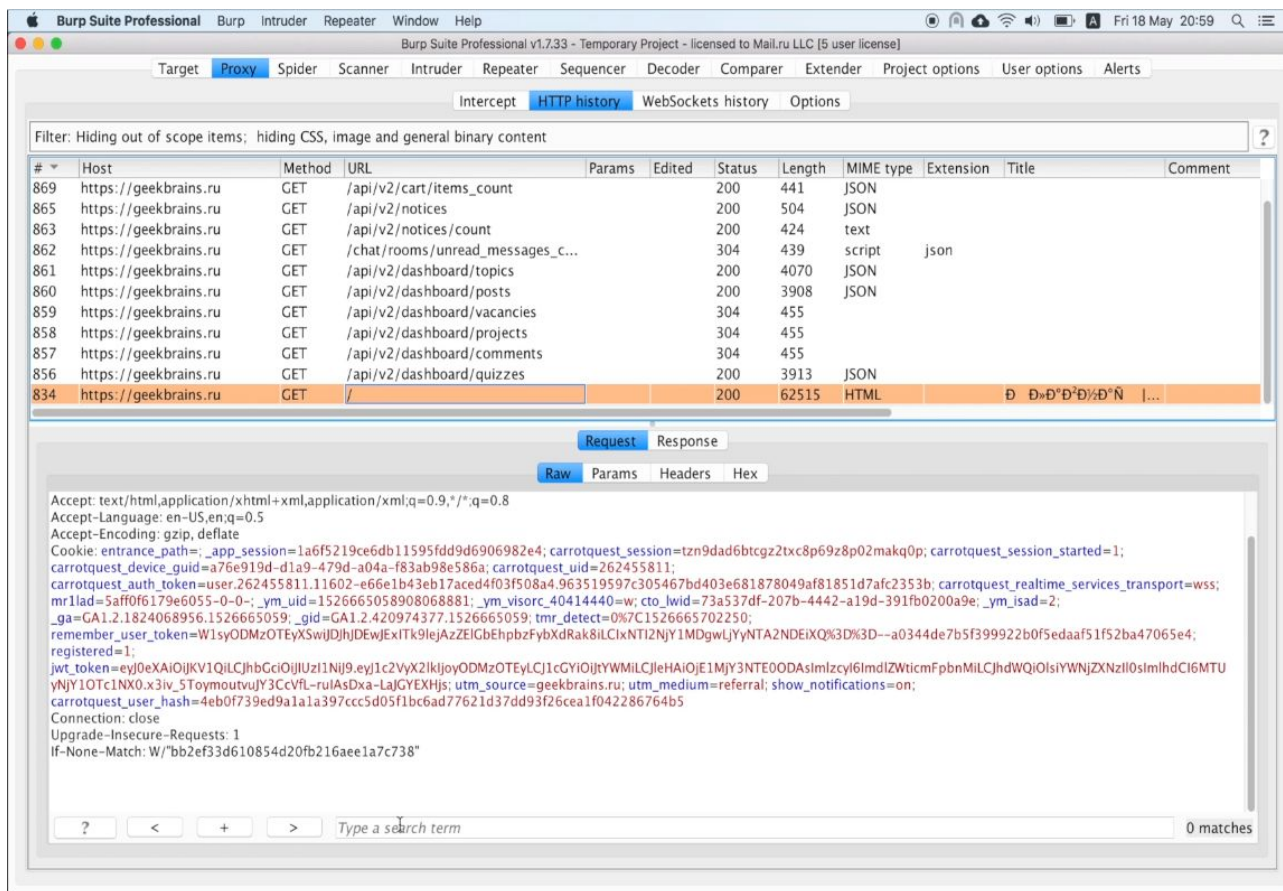 Burp Suite Professional Burp Intruder Repeater Window Help Fri 18 May 20:59
Burp Suite Professional v1.7.33 - Temporary Project - licensed to Mail.ru LLC [5 user license]
Target Proxy Spider Scanner Intruder Repeater Sequencer Decoder Comparer Extender Project options User options Alerts
Intercept HTTP history WebSockets history Options
Filter: Hiding out of scope items; hiding CSS, image and general binary content ?
# Host Method URL Params Edited Status Length MIME type Extension Title Comment
869 https://geekbrains.ru GET /api/v2/cart/items_count 200 441 JSON
865 https://geekbrains.ru GET /api/v2/notices 200 504 JSON
863 https://geekbrains.ru GET /api/v2/notices/count 200 424 text
862 https://geekbrains.ru GET /chat/rooms/unread_messages_c... 304 439 script json
861 https://geekbrains.ru GET /api/v2/dashboard/topics 200 4070 JSON
860 https://geekbrains.ru GET /api/v2/dashboard/posts 200 3908 JSON
859 https://geekbrains.ru GET /api/v2/dashboard/vacancies 304 455
858 https://geekbrains.ru GET /api/v2/dashboard/projects 304 455
857 https://geekbrains.ru GET /api/v2/dashboard/comments 304 455
856 https://geekbrains.ru GET /api/v2/dashboard/quizzes 200 3913 JSON
834 https://geekbrains.ru GET / 200 62515 HTML Ð Ð»Ð°Ð²Ð½Ð°Ñ |...
Request Response
Raw Params Headers Hex
Accept: text/html,application/xhtml+xml,application/xml;q=0.9,*/*;q=0.8
Accept-Language: en-US,en;q=0.5
Accept-Encoding: gzip, deflate
Cookie: entrance_path=; _app_session=1a6f5219ce6db11595fdd9d6906982e4; carrotquest_session=tzn9dad6btcgz2txc8p69z8p02makq0p; carrotquest_session_started=1;
carrotquest_device_guid=a76e919d-d1a9-479d-a04a-f83ab98e586a; carrotquest_uid=262455811;
carrotquest_auth_token=user.262455811.11602-e66e1b43eb17aced4f03f508a4.963519597c305467bd403e681878049af81851d7afc2353b; carrotquest_realtime_services_transport=wss;
mr1lad=5aff0f6179e6055-0-0-; _ym_uid=1526665058908068881; _ym_visorc_40414440=w; cto_lwid=73a537df-207b-4442-a19d-391fb0200a9e; _ym_isad=2;
_ga=GA1.2.1824068956.1526665059; _gid=GA1.2.420974377.1526665059; tmr_detect=0%7C1526665702250;
remember_user_token=
registered=1;
jwt_token=
utm_source=geekbrains.ru; utm_medium=referral; show_notifications=on;
carrotquest_user_hash=4eb0f739ed9a1a1a397ccc5d05f1bc6ad77621d37dd93f26cea1f042286764b5
Connection: close
Upgrade-Insecure-Requests: 1
If-None-Match: W/"bb2ef33d610854d20fb216aee1a7c738"
? < + > Type a search term 0 matches